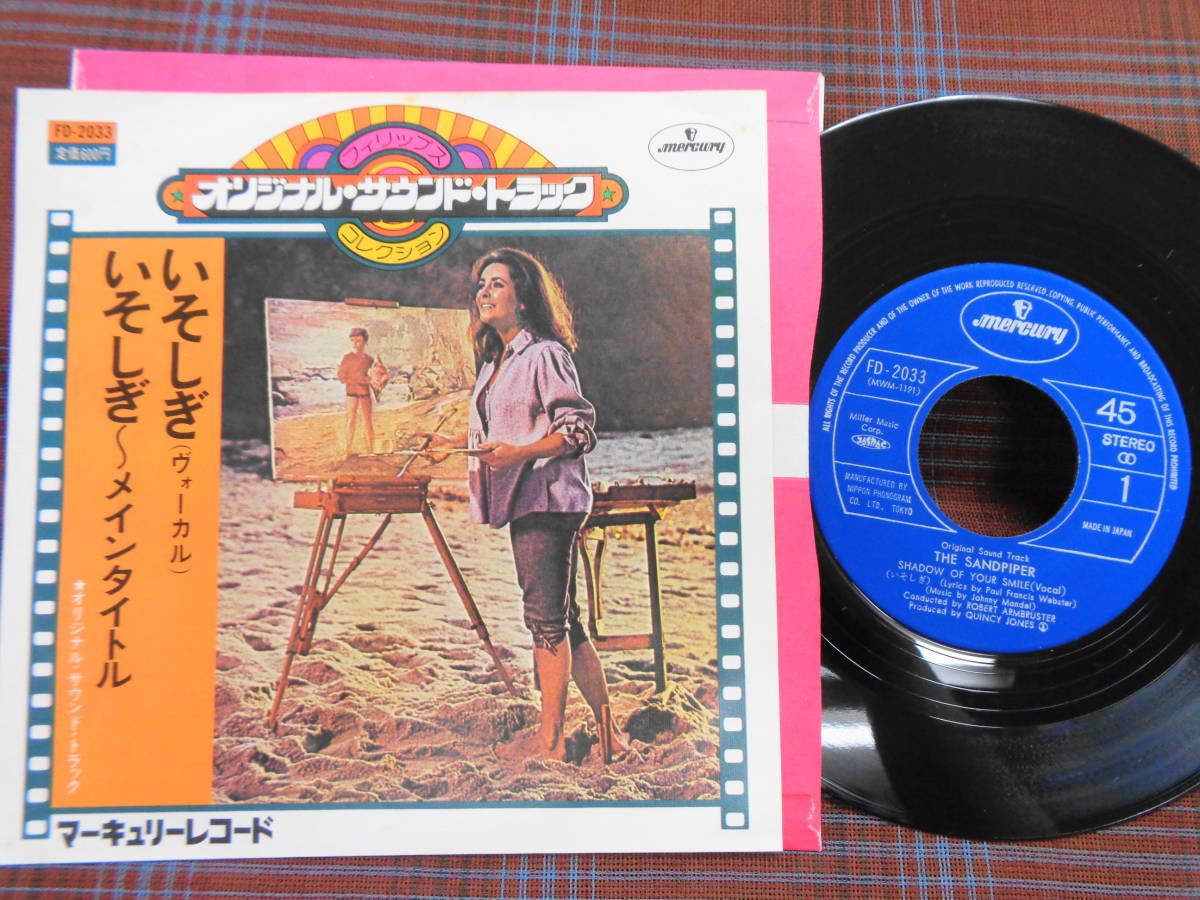 FD-2033
定価600円
フィリップス
オリジナル・サウンド・トラック
コレクション
mercury
いそしぎ(ヴォーカル)
いそしぎ〜メインタイトル
★オリジナル・サウンド・トラック
マーキュリーレコード
ALL RIGHTS OF THE RECORD PRODUCER AND OF THE OWNER OF THE WORK REPRODUCED RESERVED. COPYING, PUBLIC PERFORMANCE AND BROADCASTING OF THIS RECORD PROHIBITED
mercury
FD-2033
(MWM-1191)
Miller Music
Corp.
JASRAC
MANUFACTURED BY
NIPPON PHONOGRAM
CO. LTD., TOKYO
45
STEREO
1
MADE IN JAPAN
Original Sound Track
THE SANDPIPER
SHADOW OF YOUR SMILE(Vocal)
(いそしぎ) (Lyrics by Paul Francis Webster)
(Music by Johnny Mandel)
Conducted by ROBERT ARMBRUSTER
Produced by QUINCY JONES